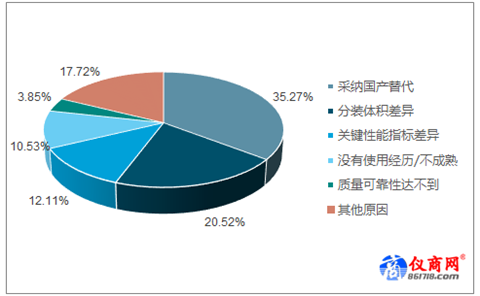 17.72%
35.27%
3.85%
10.53%
12.11%
20.52%
采纳国产替代
分装体积差异
关键性能指标差异
没有使用经历/不成熟
质量可靠性达不到
其他原因
商 仪商网®
861718.com